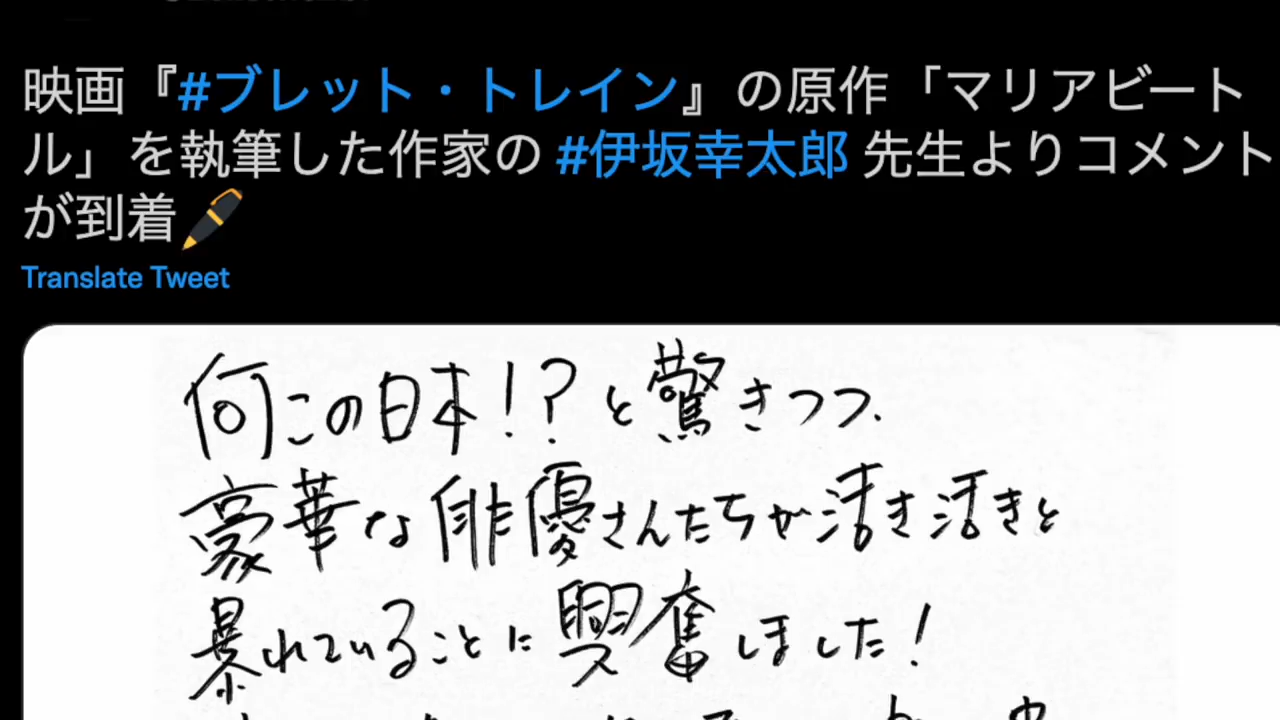 映画『#ブレット・トレイン』の原作「マリアビート
ル」を執筆した作家の #伊坂幸太郎 先生よりコメント
が到着
Translate Tweet
何この日本!?と驚きつつ、
豪華な俳優さんたちが活き活きと
暴れていることに興奮しました!